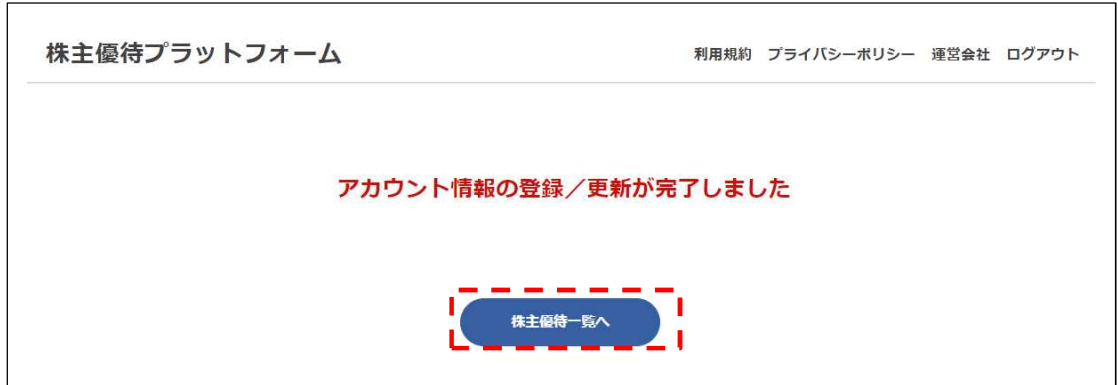 株主優待プラットフォーム
利用規約 プライバシーポリシー 運営会社 ログアウト
アカウント情報の登録／更新が完了しました
株主優待一覧へ